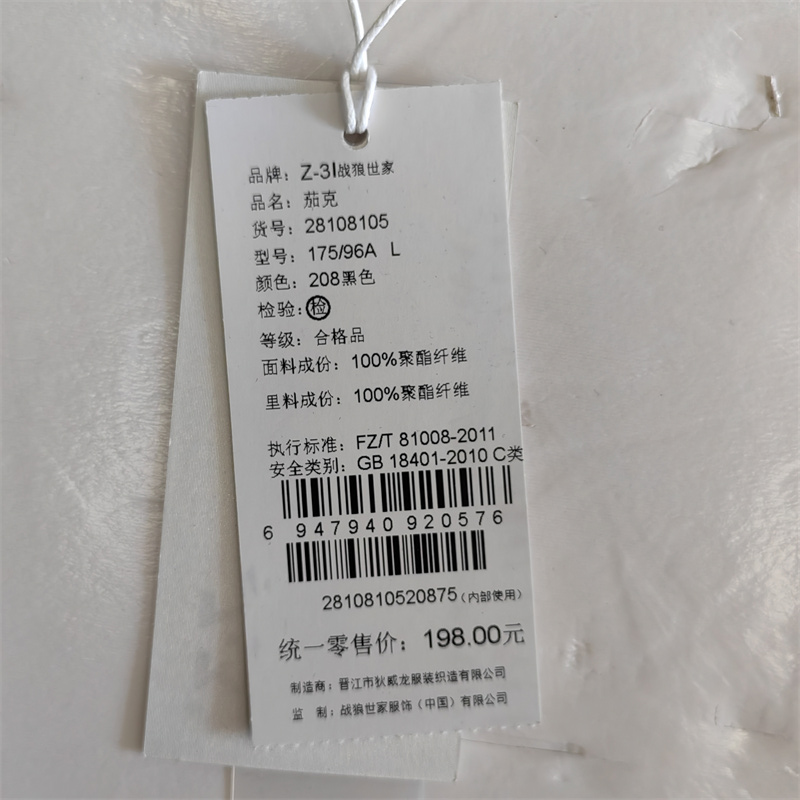 品牌：Z-3I战狼世家
品名：茄克
货号：28108105
型号：175/96A L
颜色：208黑色
检验：检
等级：合格品
面料成份：100%聚酯纤维
里料成份：100%聚酯纤维
执行标准：FZ/T 81008-2011
安全类别：GB 18401-2010 C类
6 947940 920576
2810810520875（内部使用）
统一零售价：198.00元
制造商：晋江市狄威龙服装织造有限公司
监 制：战狼世家服饰（中国）有限公司